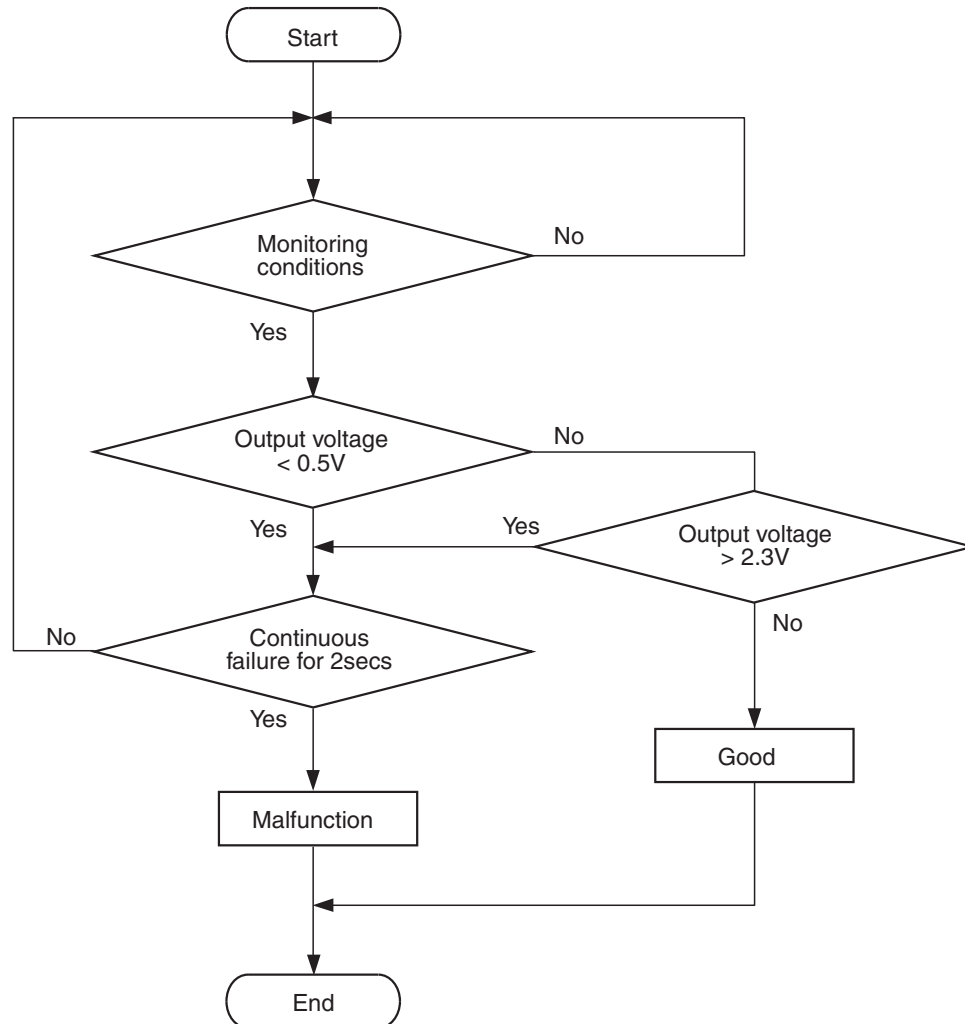 Start
Monitoring
conditions
No
Yes
Output voltage
< 0.5V
No
Yes
Yes
Output voltage
> 2.3V
No
Continuous
failure for 2secs
No
Yes
Good
Malfunction
End